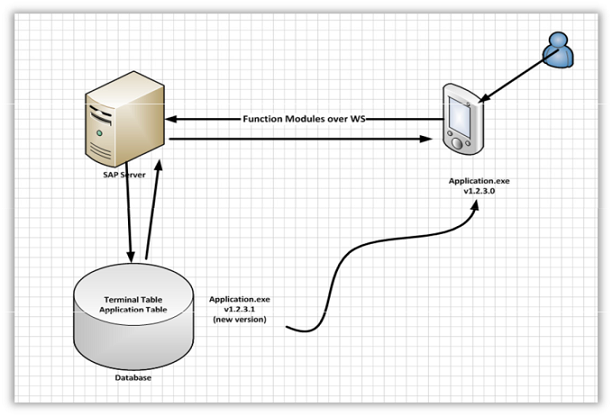 Function Modules over WS
SAP Server
Application.exe
v1.2.3.0
Terminal Table
Application Table
Application.exe
v1.2.3.1
(new version)
Database